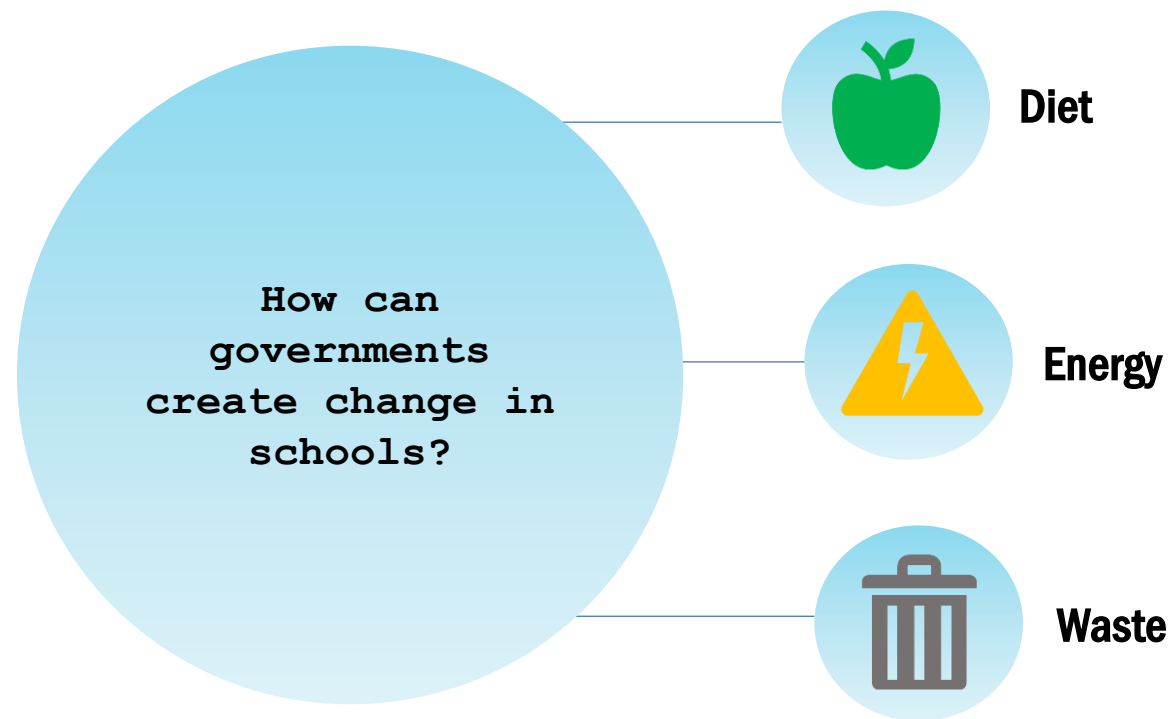 How can
governments
create change in
schools?
Diet
Energy
Waste